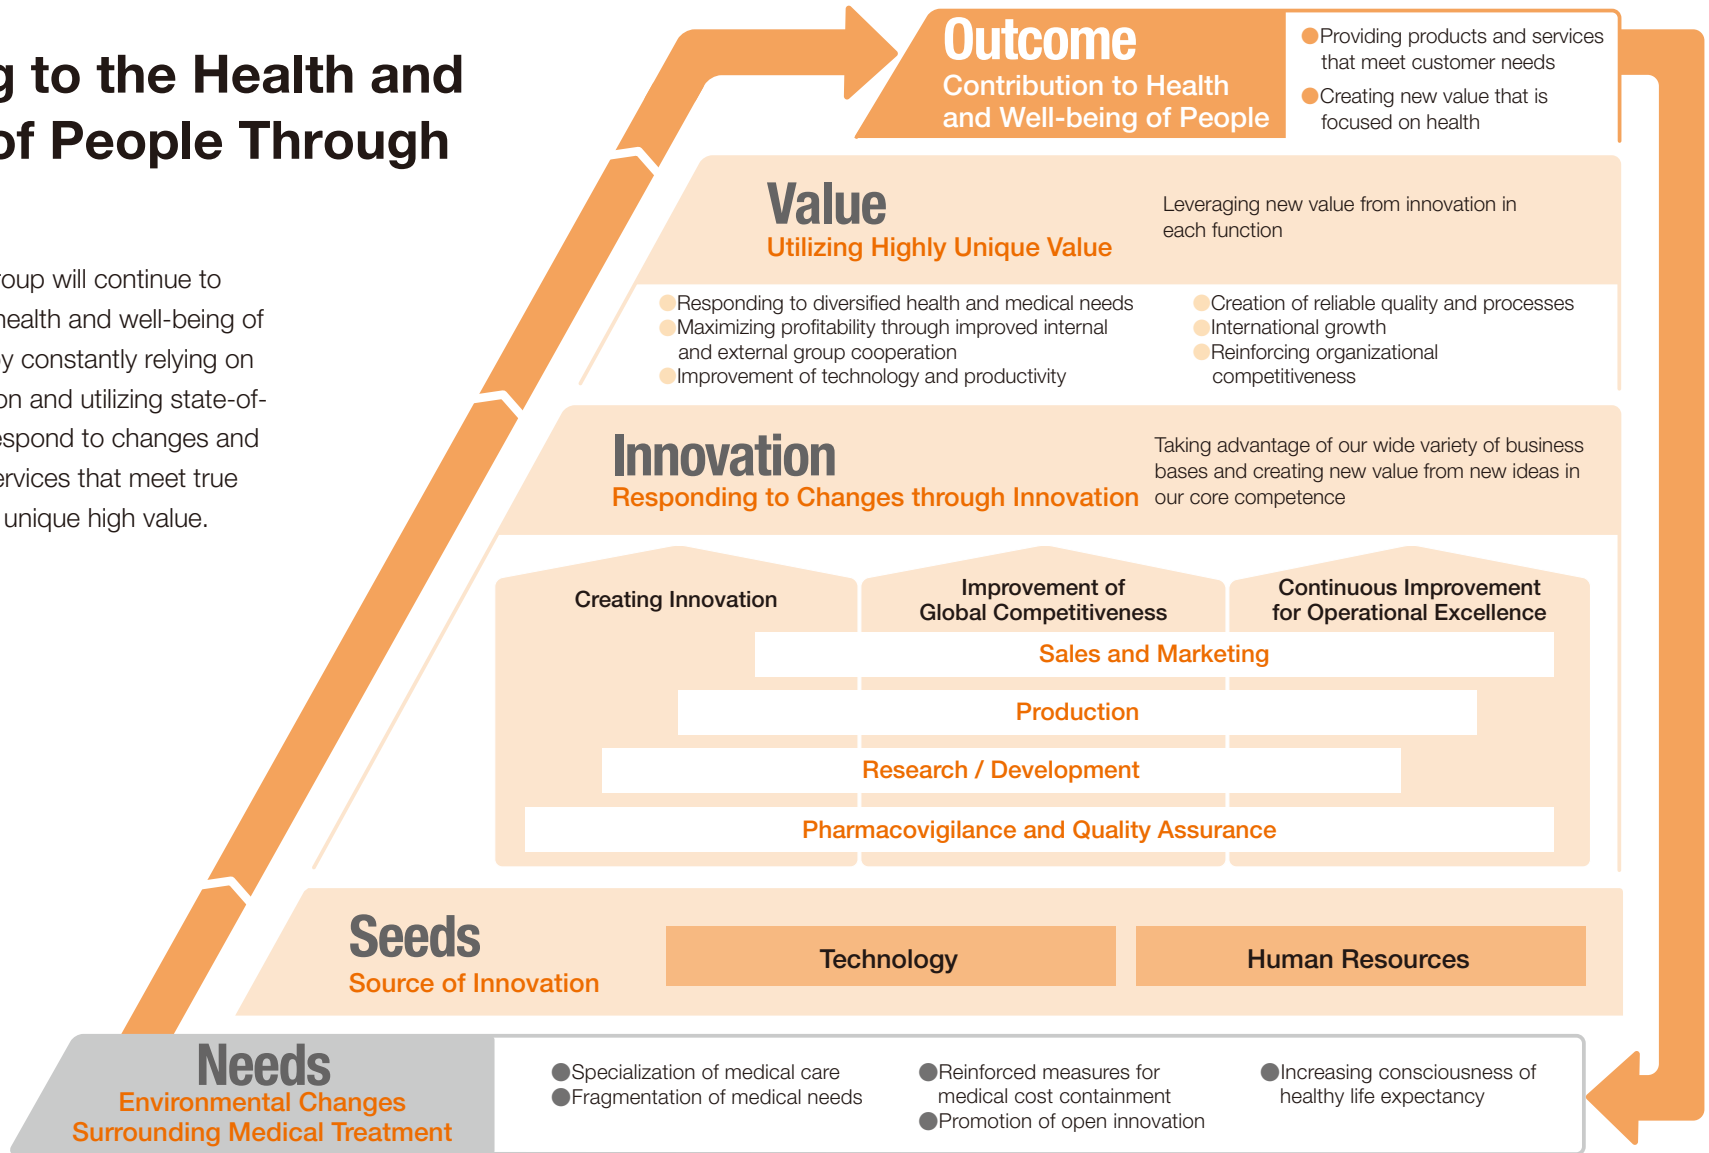 g to the Health and
of People Through
roup will continue to
health and well-being of
by constantly relying on
on and utilizing state-of-
espond to changes and
ervices that meet true
unique high value.
Outcome
Contribution to Health
and Well-being of People
●Providing products and services
that meet customer needs
●Creating new value that is
focused on health
Value
Utilizing Highly Unique Value
Leveraging new value from innovation in
each function
●Responding to diversified health and medical needs
●Maximizing profitability through improved internal
and external group cooperation
●Improvement of technology and productivity
●Creation of reliable quality and processes
●International growth
●Reinforcing organizational
competitiveness
Innovation
Responding to Changes through Innovation
Taking advantage of our wide variety of business
bases and creating new value from new ideas in
our core competence
Creating Innovation
Improvement of
Global Competitiveness
Continuous Improvement
for Operational Excellence
Sales and Marketing
Production
Research / Development
Pharmacovigilance and Quality Assurance
Seeds
Source of Innovation
Technology
Human Resources
Needs
Environmental Changes
Surrounding Medical Treatment
●Specialization of medical care
●Fragmentation of medical needs
●Reinforced measures for
medical cost containment
●Promotion of open innovation
●Increasing consciousness of
healthy life expectancy